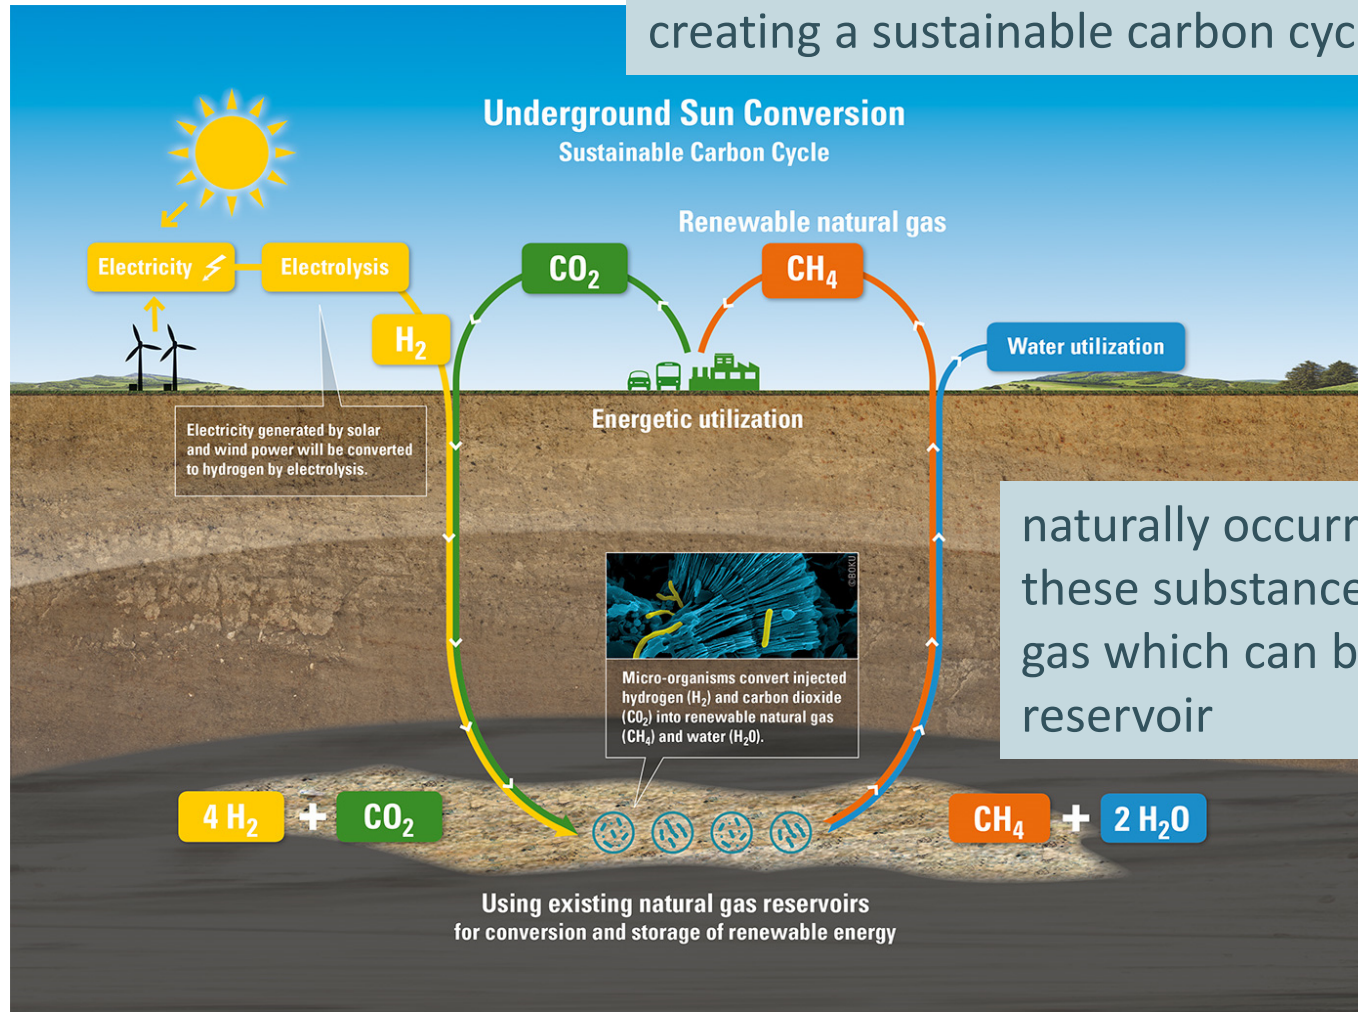 creating a sustainable carbon
Underground Sun Conversion
Sustainable Carbon Cycle
Renewable natural gas
Electricity
Electrolysis
CO₂
CH₄
H₂
Water utilization
Energetic utilization
Electricity generated by solar
and wind power will be converted
to hydrogen by electrolysis.
naturally
these
gas which can
reservoir
©BOKU
Micro-organisms convert injected
hydrogen (H₂) and carbon dioxide
(CO₂) into renewable natural gas
(CH₄) and water (H₂0).
4 H₂ + CO₂
CH₄ + 2 H₂O
Using existing natural gas reservoirs
for conversion and storage of renewable energy